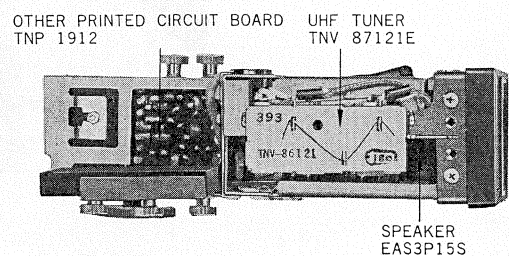 OTHER PRINTED CIRCUIT BOARD
TNP 1912
UHF TUNER
TNV 87121E
393
TNV-86121
SPEAKER
EAS3P15S